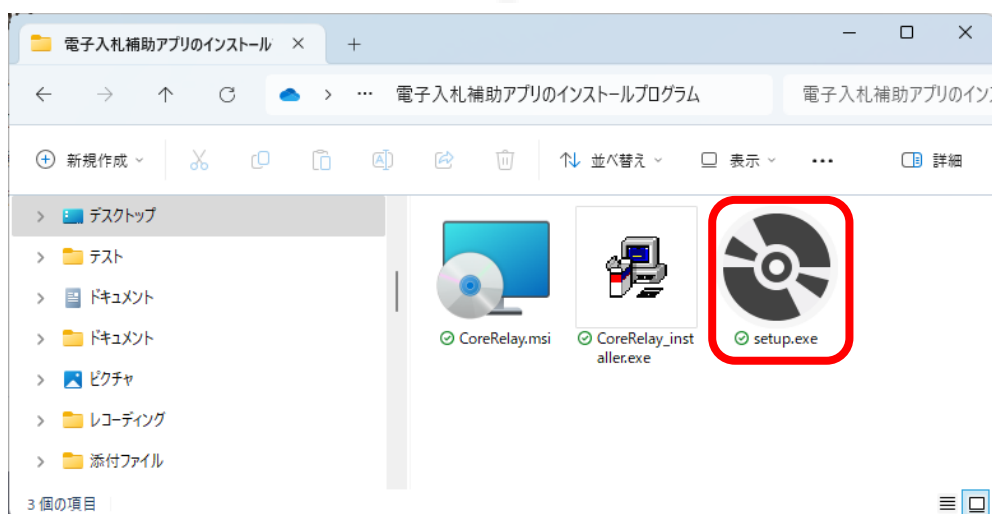 電子入札補助アプリのインストール
電子入札補助アプリのインストールプログラム
電子入札補助アプリのイン
新規作成
並べ替え
表示
詳細
デスクトップ
テスト
ドキュメント
ドキュメント
ピクチャ
レコーディング
添付ファイル
CoreRelay.msi
CoreRelay_inst
aller.exe
setup.exe
3 個の項目